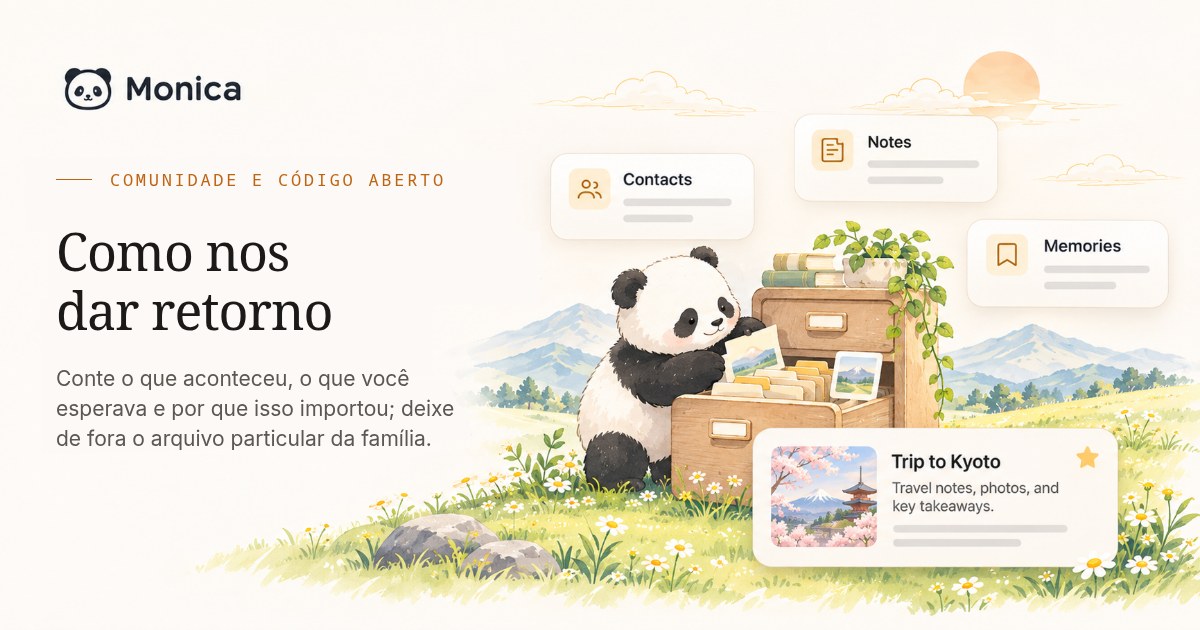 Monica
COMUNIDADE E CÓDIGO ABERTO
Como nos
dar retorno
Conte o que aconteceu, o que você
esperava e por que isso importou; deixe
de fora o arquivo particular da família.
Contacts
Notes
Memories
Trip to Kyoto
Travel notes, photos, and
key takeaways.